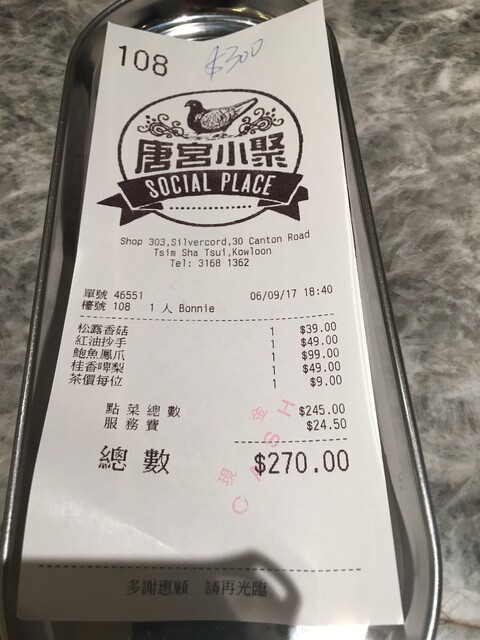 108 $300
唐宮小聚
SOCIAL PLACE
Shop 303,Silvercord,30 Canton Road
Tsim Sha Tsui,Kowloon
Tel: 3168 1362
單號 46551 06/09/17 18:40
檯號 108 1 人 Bonnie
松露香菇 1 $39.00
紅油抄手 1 $49.00
鮑魚鳳爪 1 $99.00
桂香啤梨 1 $49.00
茶價每位 1 $9.00
點菜總數 $245.00
服務費 $24.50
總數 $270.00
現金
CASH
多謝惠顧 請再光臨